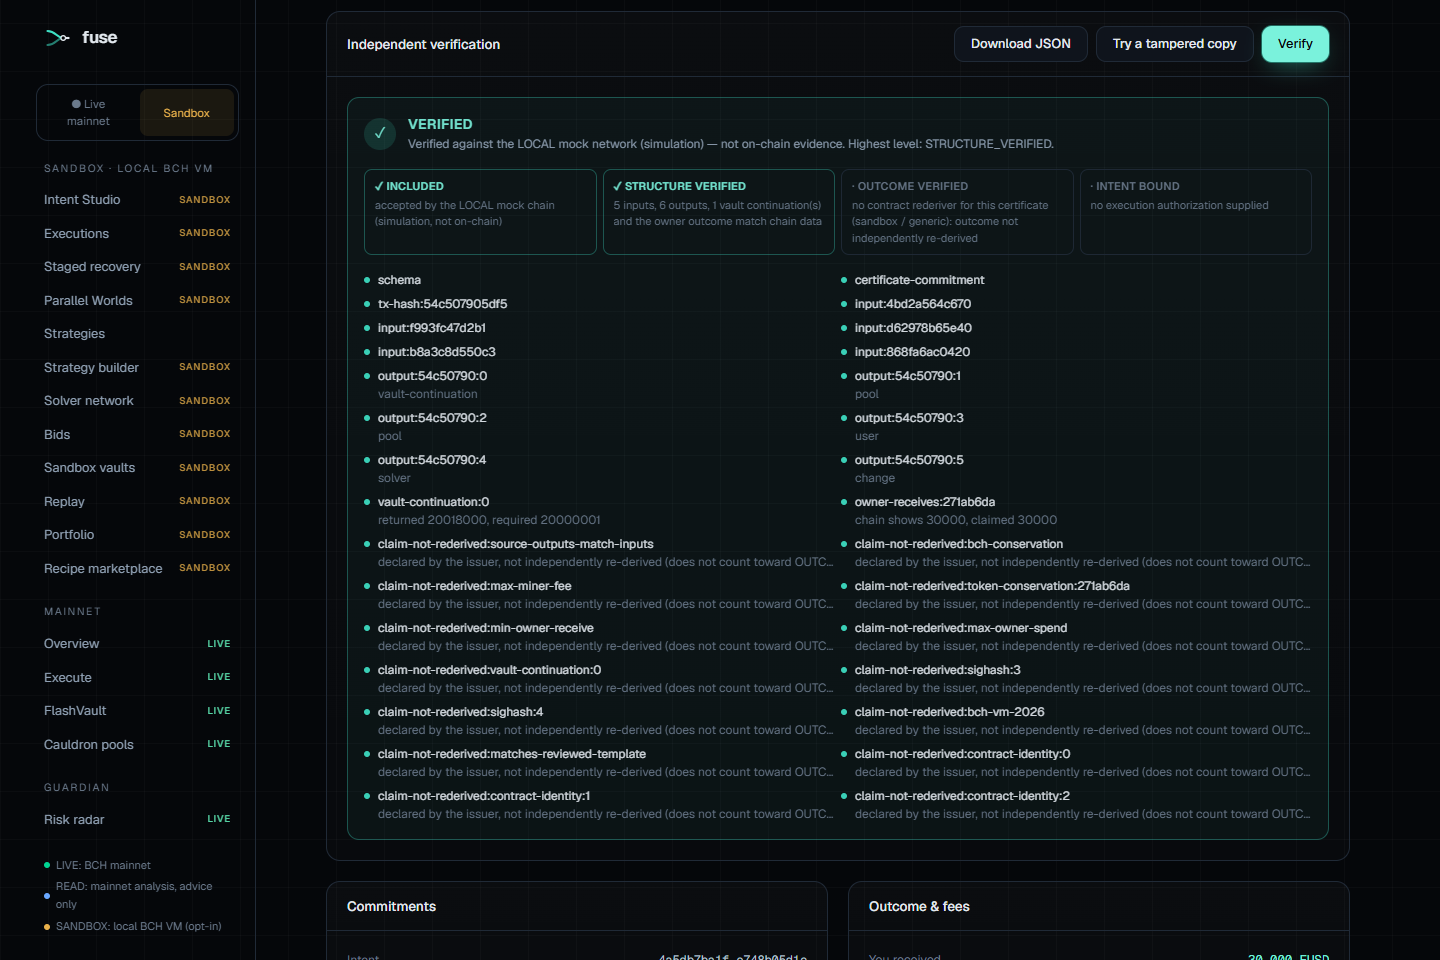 fuse
Live mainnet
Sandbox
SANDBOX · LOCAL BCH VM
Intent Studio SANDBOX
Executions SANDBOX
Staged recovery SANDBOX
Parallel Worlds SANDBOX
Strategies
Strategy builder SANDBOX
Solver network SANDBOX
Bids SANDBOX
Sandbox vaults SANDBOX
Replay SANDBOX
Portfolio SANDBOX
Recipe marketplace SANDBOX
MAINNET
Overview LIVE
Execute LIVE
FlashVault LIVE
Cauldron pools LIVE
GUARDIAN
Risk radar LIVE
LIVE: BCH mainnet
READ: mainnet analysis, advice
only
SANDBOX: local BCH VM (opt-in)
Independent verification
Download JSON
Try a tampered copy
Verify
✓ VERIFIED
Verified against the LOCAL mock network (simulation) — not on-chain evidence. Highest level: STRUCTURE_VERIFIED.
✓ INCLUDED
accepted by the LOCAL mock chain
(simulation, not on-chain)
✓ STRUCTURE VERIFIED
5 inputs, 6 outputs, 1 vault continuation(s)
and the owner outcome match chain data
· OUTCOME VERIFIED
no contract rederiver for this certificate
(sandbox / generic): outcome not
independently re-derived
· INTENT BOUND
no execution authorization supplied
schema
certificate-commitment
tx-hash:54c507905df5
input:4bd2a564c670
input:f993fc47d2b1
input:d62978b65e40
input:b8a3c8d550c3
input:868fa6ac0420
output:54c50790:0
vault-continuation
output:54c50790:1
pool
output:54c50790:2
pool
output:54c50790:3
user
output:54c50790:4
solver
output:54c50790:5
change
vault-continuation:0
returned 20018000, required 20000001
owner-receives:271ab6da
chain shows 30000, claimed 30000
claim-not-rederived:source-outputs-match-inputs
declared by the issuer, not independently re-derived (does not count toward OUTC...
claim-not-rederived:bch-conservation
declared by the issuer, not independently re-derived (does not count toward OUTC...
claim-not-rederived:max-miner-fee
declared by the issuer, not independently re-derived (does not count toward OUTC...
claim-not-rederived:token-conservation:271ab6da
declared by the issuer, not independently re-derived (does not count toward OUTC...
claim-not-rederived:min-owner-receive
declared by the issuer, not independently re-derived (does not count toward OUTC...
claim-not-rederived:max-owner-spend
declared by the issuer, not independently re-derived (does not count toward OUTC...
claim-not-rederived:vault-continuation:0
declared by the issuer, not independently re-derived (does not count toward OUTC...
claim-not-rederived:sighash:3
declared by the issuer, not independently re-derived (does not count toward OUTC...
claim-not-rederived:sighash:4
declared by the issuer, not independently re-derived (does not count toward OUTC...
claim-not-rederived:bch-vm-2026
declared by the issuer, not independently re-derived (does not count toward OUTC...
claim-not-rederived:matches-reviewed-template
declared by the issuer, not independently re-derived (does not count toward OUTC...
claim-not-rederived:contract-identity:0
declared by the issuer, not independently re-derived (does not count toward OUTC...
claim-not-rederived:contract-identity:1
declared by the issuer, not independently re-derived (does not count toward OUTC...
claim-not-rederived:contract-identity:2
declared by the issuer, not independently re-derived (does not count toward OUTC...
Commitments
Intent
Outcome & fees
You received 30,000 FUSD